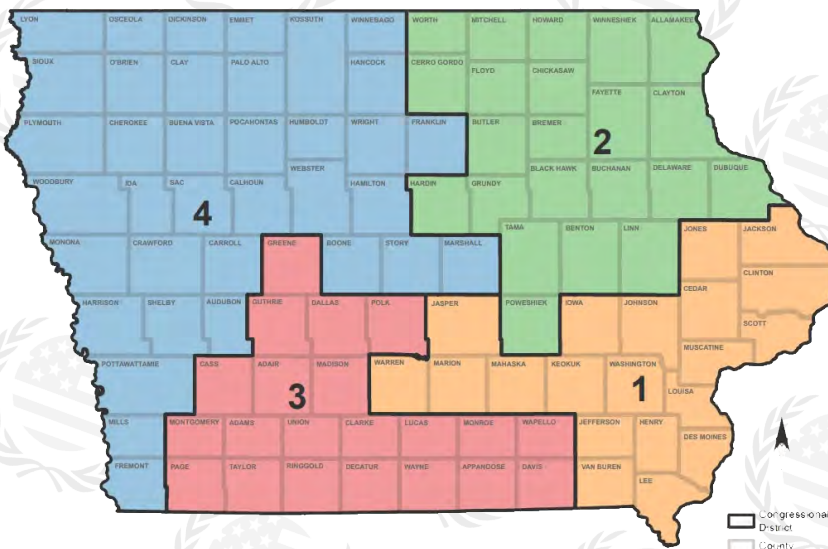 LYON OSCEOLA DICKINSON EMMET KOSSUTH WINNEBAGO WORTH MITCHELL HOWARD WINNESHIEK ALLAMAKEE
SIOUX O'BRIEN CLAY PALO ALTO HANCOCK CERRO GORDO FLOYD CHICKASAW
FAYETTE CLAYTON
PLYMOUTH CHEROKEE BUENA VISTA POCAHONTAS HUMBOLDT WRIGHT FRANKLIN BUTLER BREMER
2
WEBSTER BLACK HAWK BUCHANAN DELAWARE DUBUQUE
WOODBURY IDA SAC CALHOUN HAMILTON HARDIN GRUNDY
4
TAMA BENTON LINN JONES JACKSON
MONONA CRAWFORD CARROLL GREENE BOONE STORY MARSHALL
CLINTON
CEDAR
HARRISON SHELBY AUDUBON GUTHRIE DALLAS POLK JASPER POWESHIEK IOWA JOHNSON
SCOTT
MUSCATINE
POTTAWATTAMIE CASS ADAIR MADISON WARREN MARION MAHASKA KEOKUK WASHINGTON
1
LOUISA
3
MILLS MONTGOMERY ADAMS UNION CLARKE LUCAS MONROE WAPELLO JEFFERSON HENRY
DES MOINES
FREMONT PAGE TAYLOR RINGGOLD DECATUR WAYNE APPANOOSE DAVIS VAN BUREN
LEE
Congressional
District
County